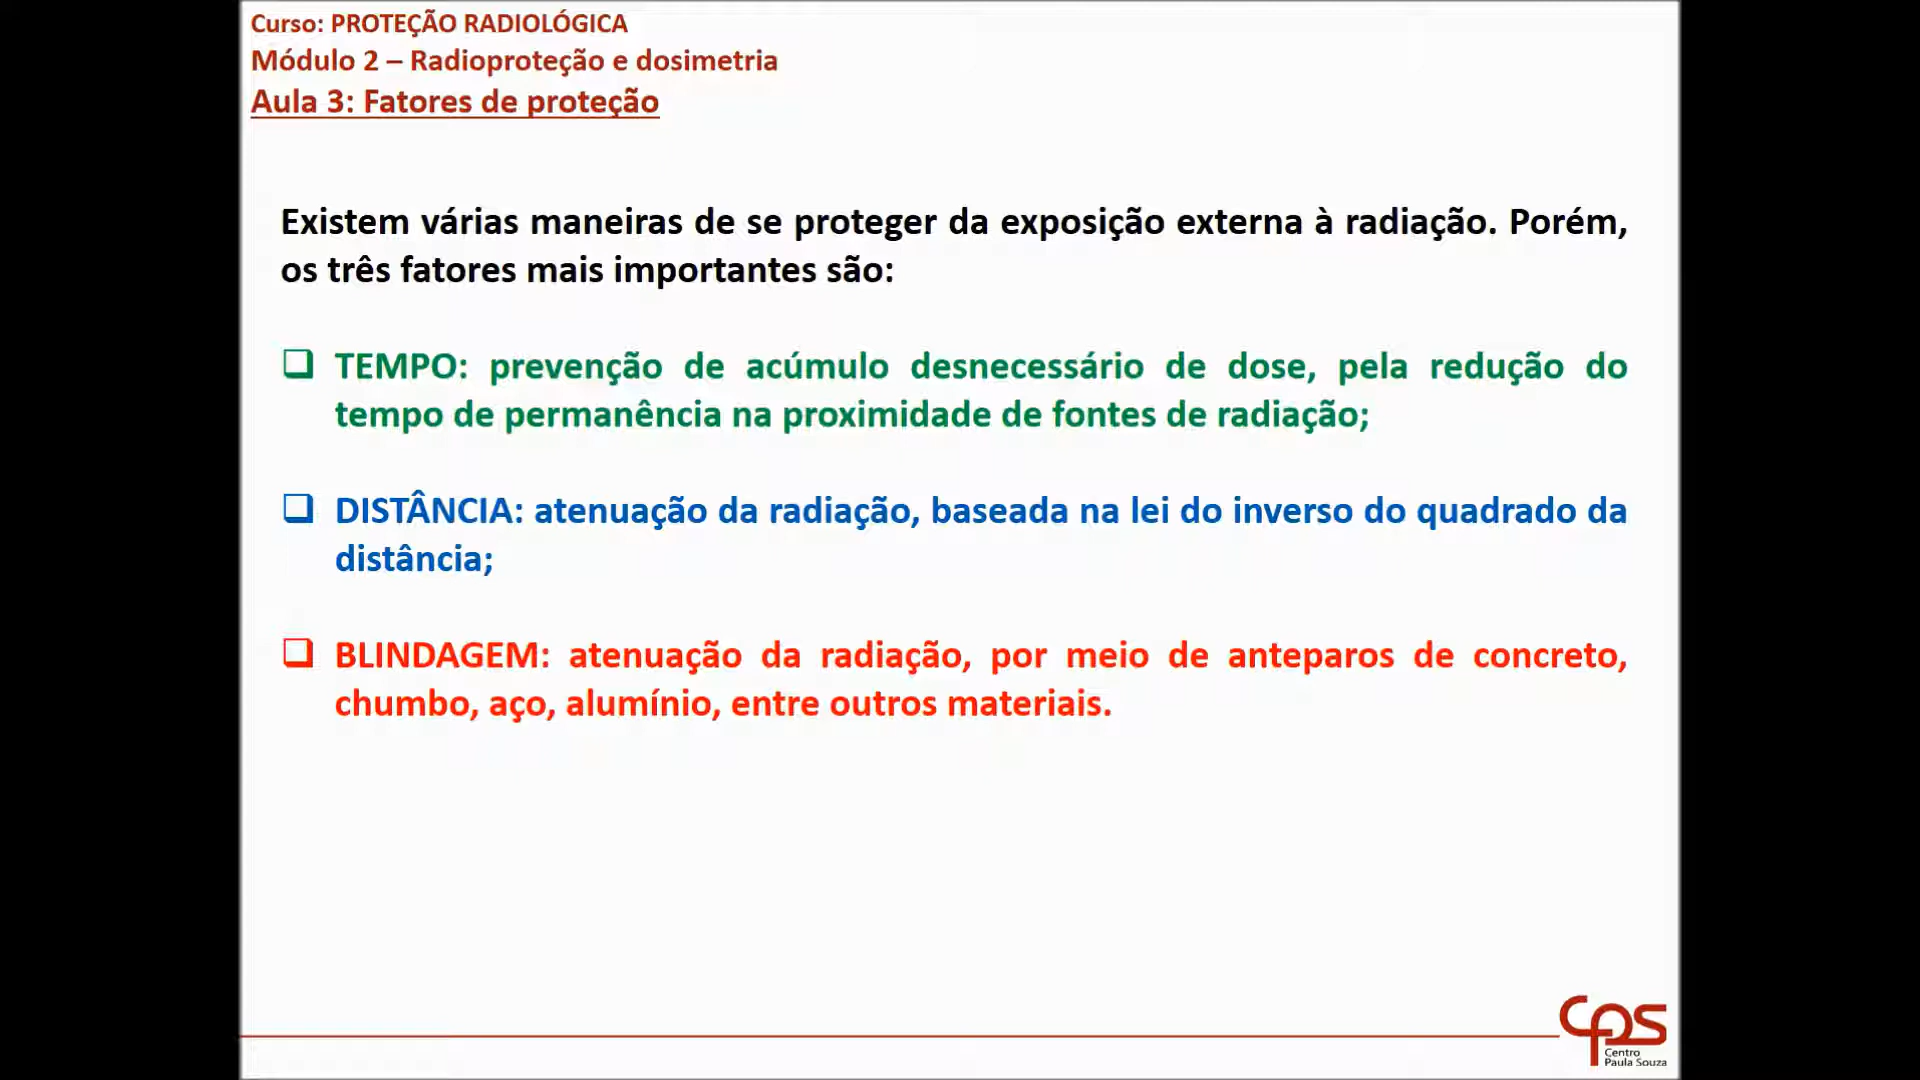 Curso: PROTEÇÃO RADIOLÓGICA
Módulo 2 – Radioproteção e dosimetria
Aula 3: Fatores de proteção
Existem várias maneiras de se proteger da exposição externa à radiação. Porém,
os três fatores mais importantes são:
TEMPO: prevenção de acúmulo desnecessário de dose, pela redução do
tempo de permanência na proximidade de fontes de radiação;
DISTÂNCIA: atenuação da radiação, baseada na lei do inverso do quadrado da
distância;
BLINDAGEM: atenuação da radiação, por meio de anteparos de concreto,
chumbo, aço, alumínio, entre outros materiais.
cps
Centro
Paula Souza